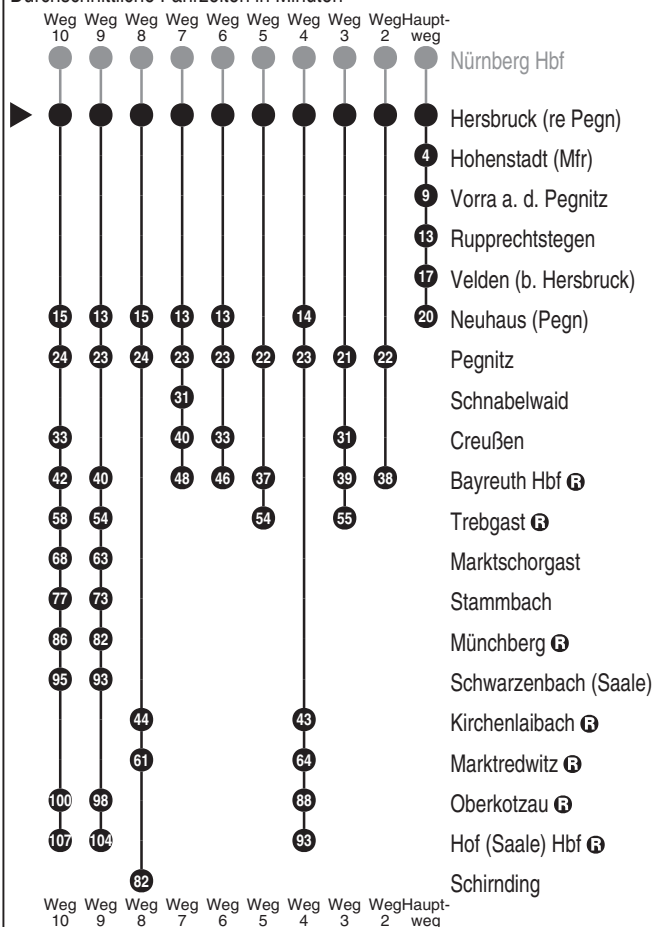 Durchschnittliche Fahrzeiten in Minuten
Weg Weg Weg Weg Weg Weg Weg Weg Weg Haupt-
10 9 8 7 6 5 4 3 2 weg
Nürnberg Hbf
Hersbruck (re Pegn)
4 Hohenstadt (Mfr)
9 Vorra a. d. Pegnitz
13 Rupprechtstegen
17 Velden (b. Hersbruck)
15 13 15 13 13 14 20 Neuhaus (Pegn)
24 23 24 23 23 22 23 21 22 Pegnitz
31 Schnabelwaid
33 40 33 31 Creußen
42 40 48 46 37 39 38 Bayreuth Hbf R
58 54 54 55 Trebgast R
68 63 Marktschorgast
77 73 Stammbach
86 82 Münchberg R
95 93 Schwarzenbach (Saale)
44 43 Kirchenlaibach R
61 64 Marktredwitz R
100 98 88 Oberkotzau R
107 104 93 Hof (Saale) Hbf R
82 Schirnding
Weg Weg Weg Weg Weg Weg Weg Weg Weg Haupt-
10 9 8 7 6 5 4 3 2 weg